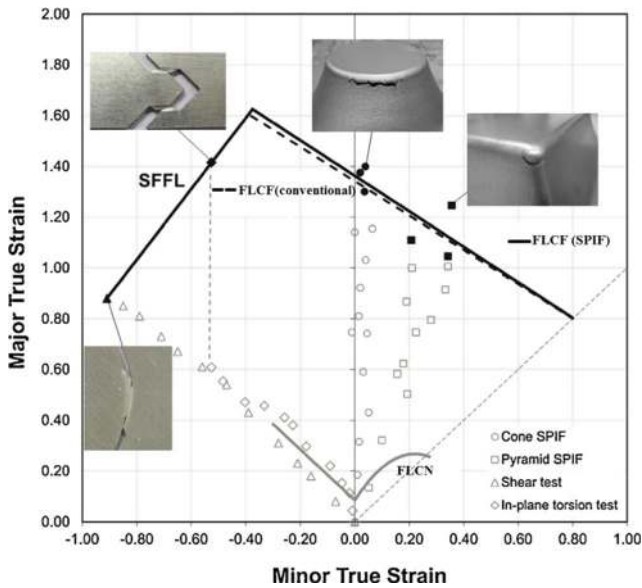 2.00
1.80
1.60
1.40
1.20
1.00
0.80
0.60
0.40
0.20
0.00
Major True Strain
SFFL
FLCF(conventional)
FLCF (SPIF)
FLCN
Cone SPIF
Pyramid SPIF
Shear test
In-plane torsion test
-1.00 -0.80 -0.60 -0.40 -0.20 0.00 0.20 0.40 0.60 0.80 1.00
Minor True Strain